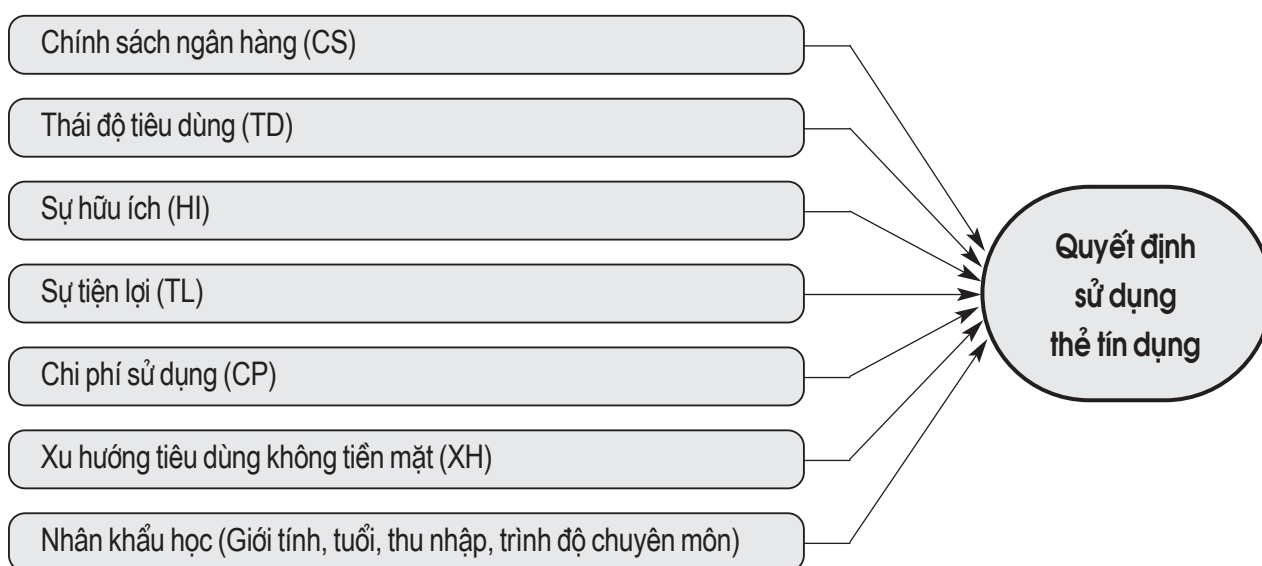 Chính sách ngân hàng (CS)
Thái độ tiêu dùng (TD)
Sự hữu ích (HI)
Sự tiện lợi (TL)
Chi phí sử dụng (CP)
Xu hướng tiêu dùng không tiền mặt (XH)
Nhân khẩu học (Giới tính, tuổi, thu nhập, trình độ chuyên môn)
Quyết định
sử dụng
thẻ tín dụng